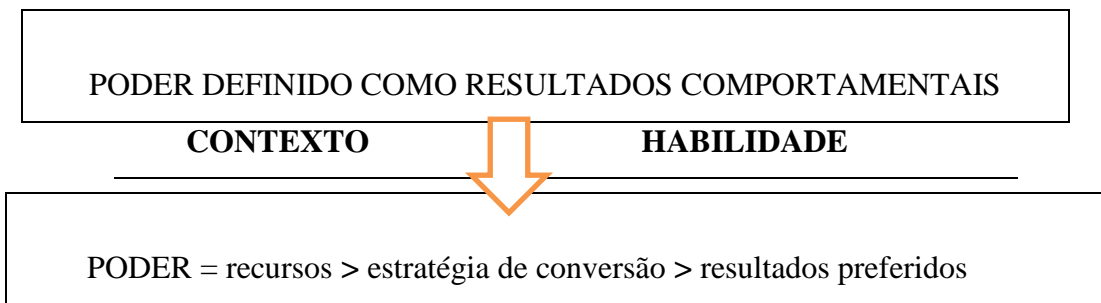 PODER DEFINIDO COMO RESULTADOS COMPORTAMENTAIS
CONTEXTO HABILIDADE
PODER = recursos > estratégia de conversão > resultados preferidos